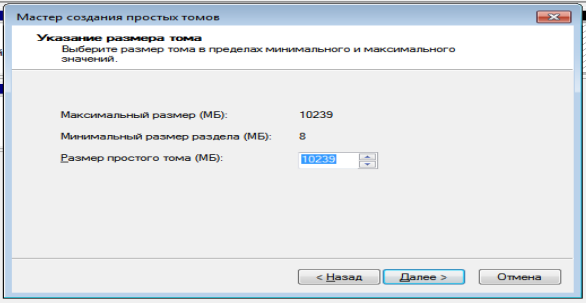 Мастер создания простых томов
Указание размера тома
Выберите размер тома в пределах минимального и максимального
значений.
Максимальный размер (МБ): 10239
Минимальный размер раздела (МБ): 8
Размер простого тома (МБ): 10239
< Назад Далее > Отмена